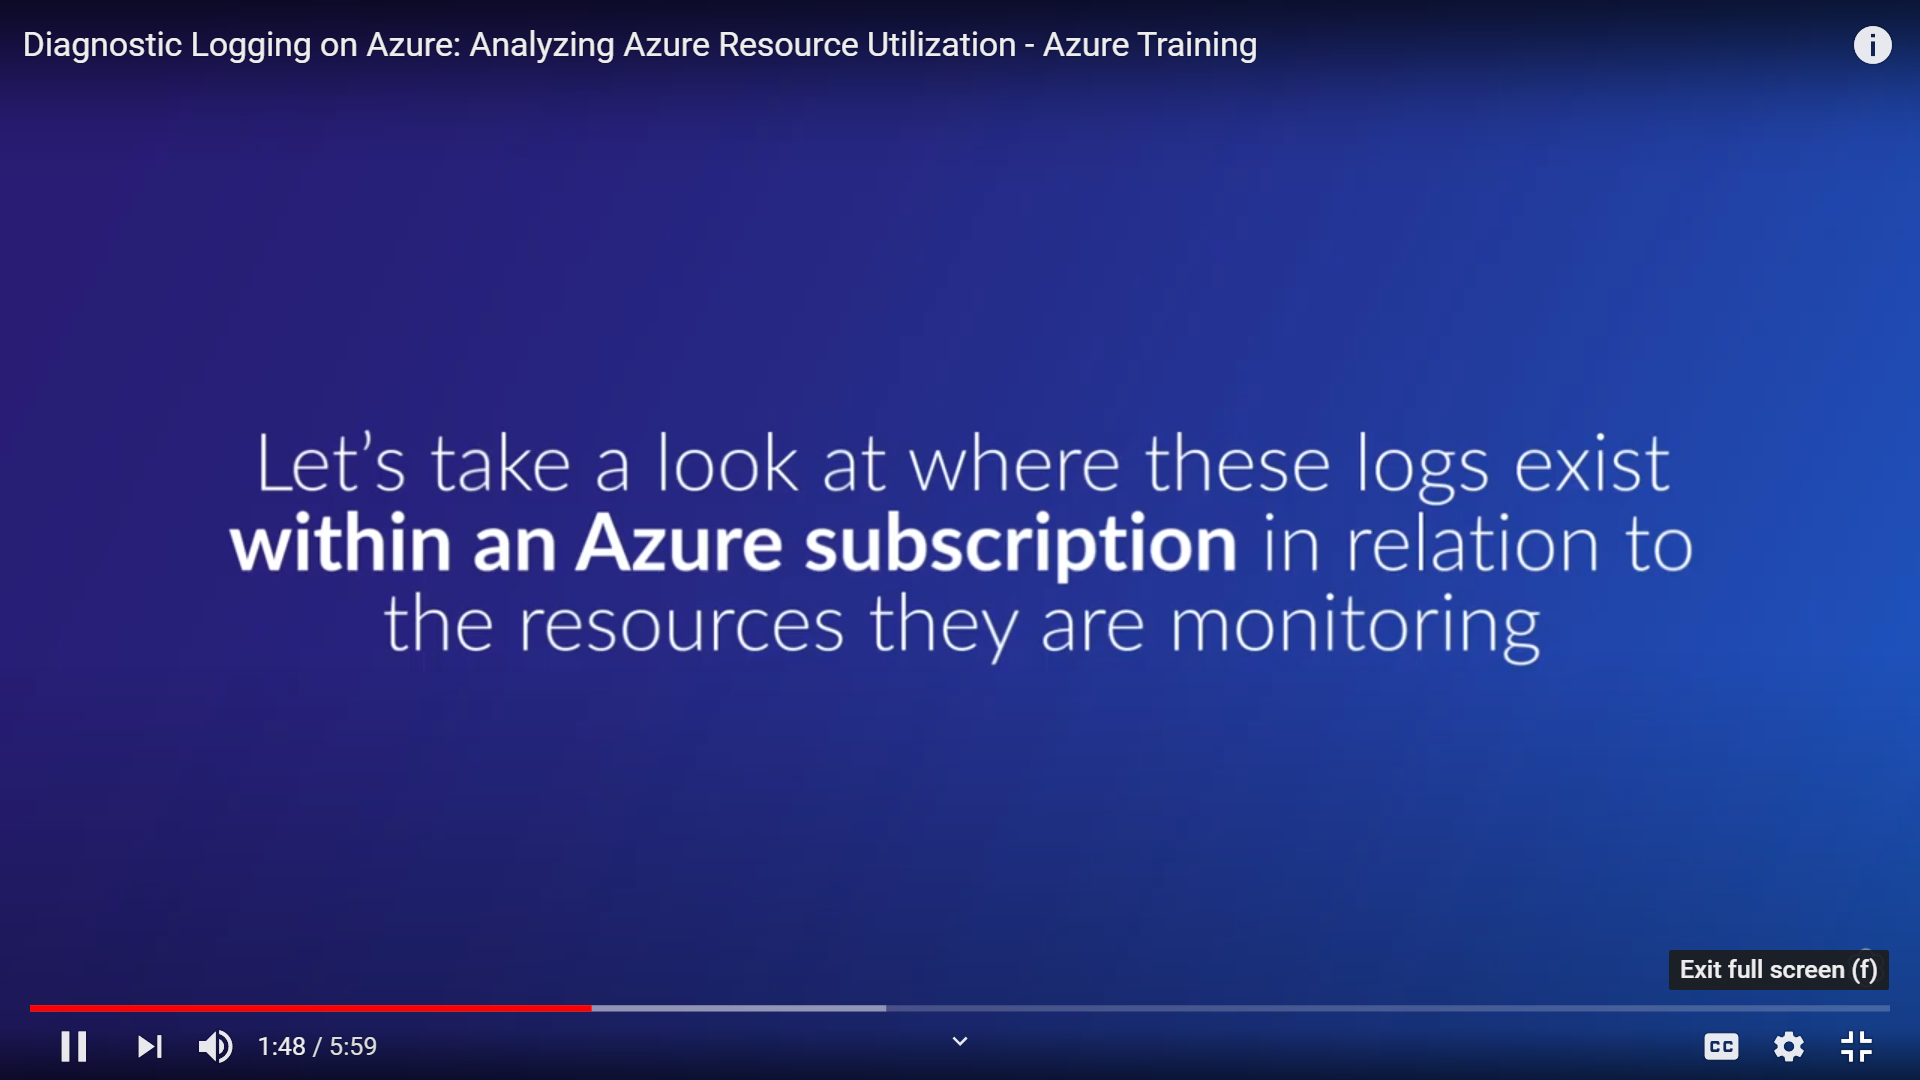 Diagnostic Logging on Azure: Analyzing Azure Resource Utilization - Azure Training
Let’s take a look at where these logs exist
within an Azure subscription in relation to
the resources they are monitoring
Exit full screen (f)
1:48 / 5:59
CC